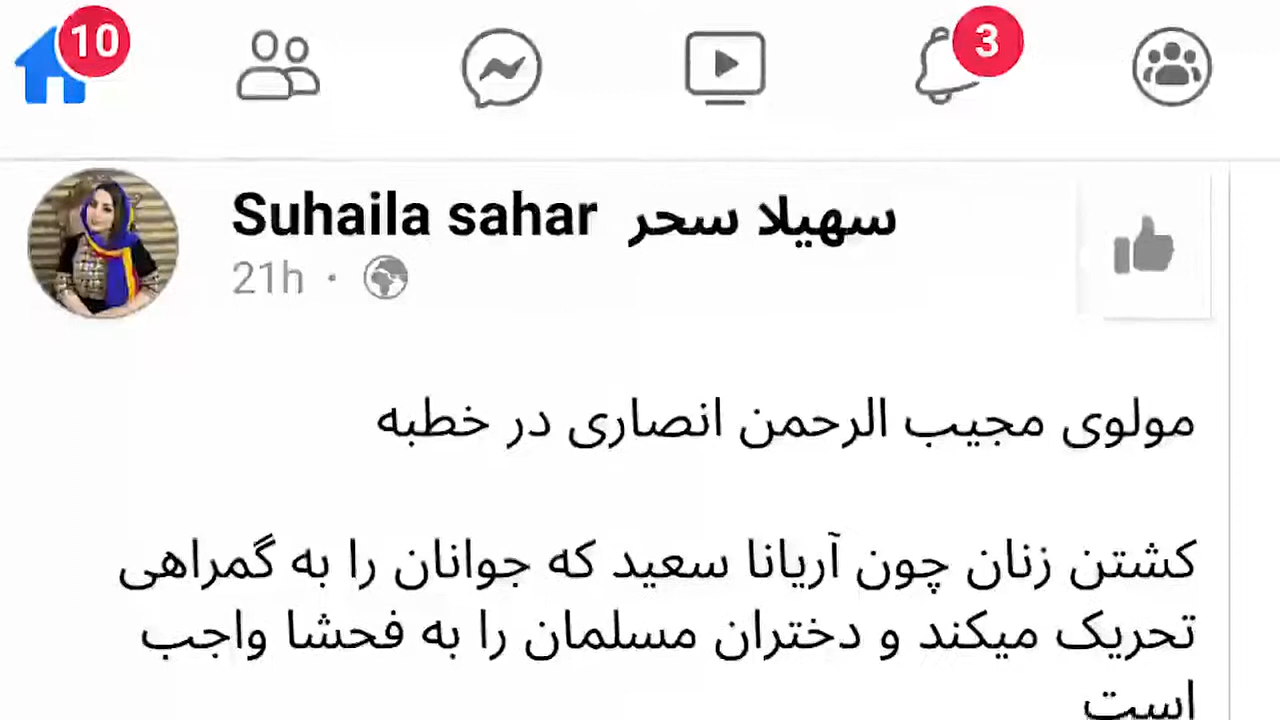 10
3
Suhaila sahar سهیلا سحر
21h ·
مولوی مجیب الرحمن انصاری در خطبه
کشتن زنان چون آریانا سعید که جوانان را به گمراهی
تحریک میکند و دختران مسلمان را به فحشا واجب
است